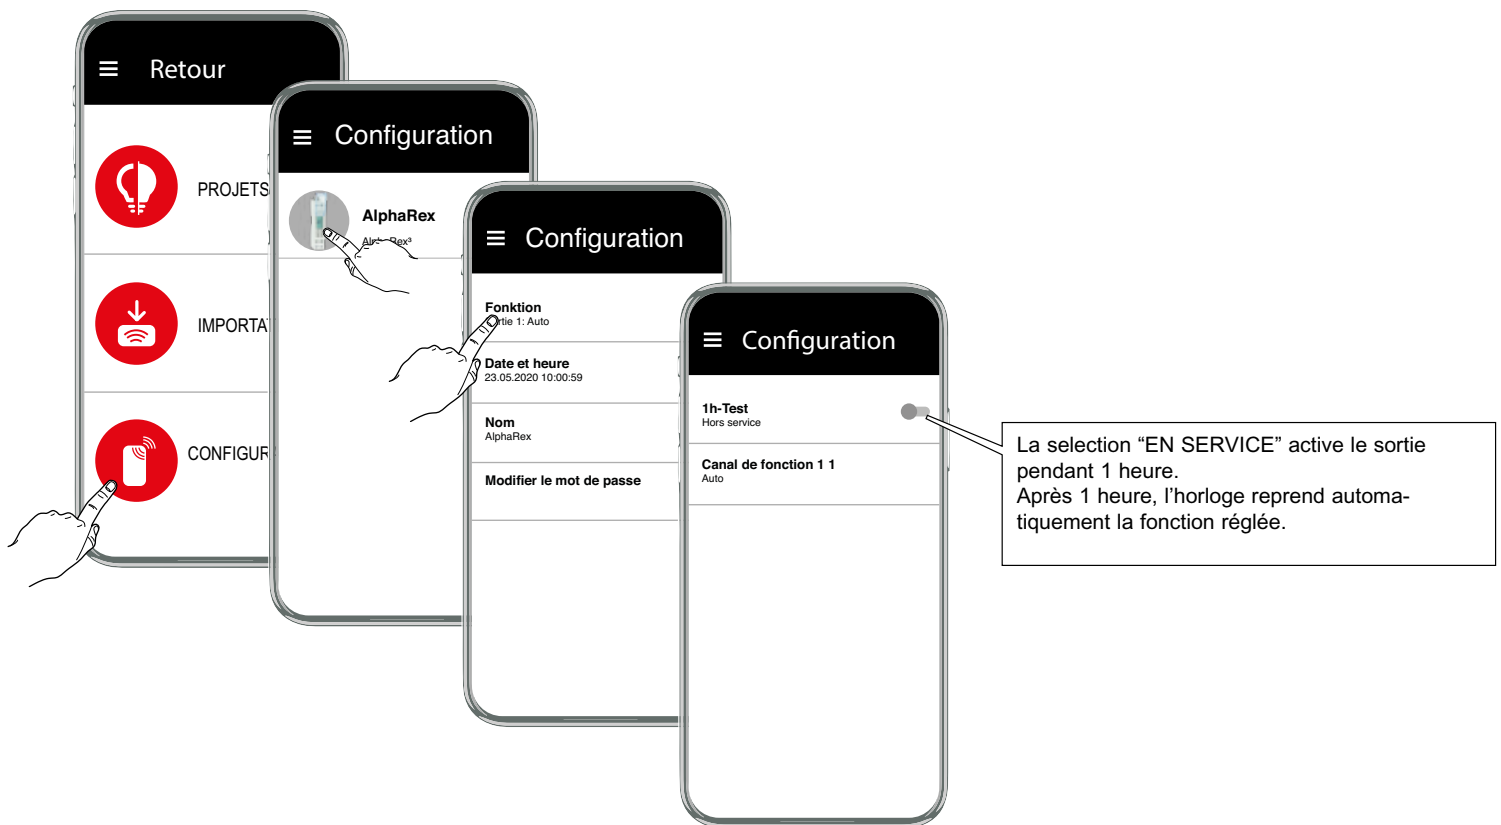 Retour
PROJETS
IMPORTA
CONFIGUR
Configuration
AlphaRex
AlphaRex³
Configuration
Fonktion
rtie 1: Auto
Date et heure
23.05.2020 10:00:59
Nom
AlphaRex
Modifier le mot de passe
Configuration
1h-Test
Hors service
Canal de fonction 1 1
Auto
La selection “EN SERVICE” active le sortie
pendant 1 heure.
Après 1 heure, l’horloge reprend automa-
tiquement la fonction réglée.